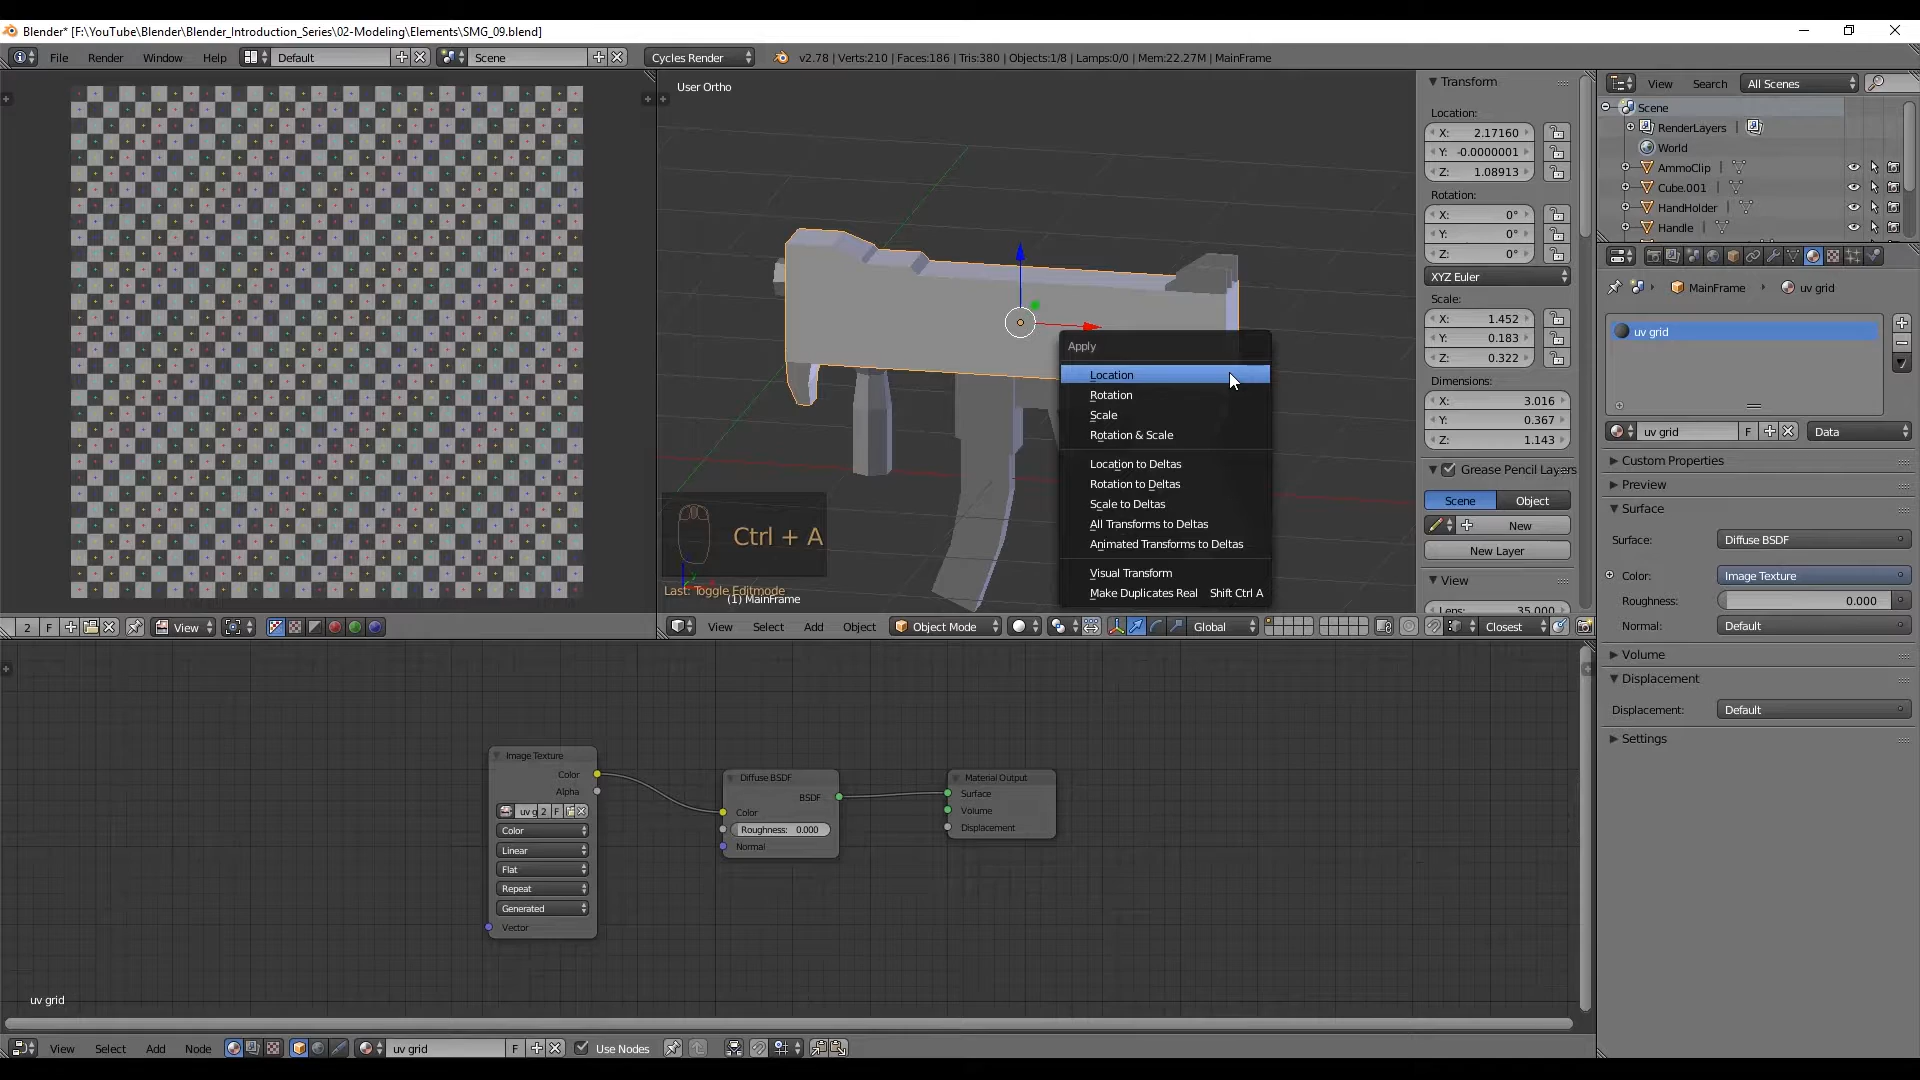 Blender* [F:\YouTube\Blender\Blender_Introduction_Series\02-Modeling\Elements\SMG_09.blend]
File Render Window Help Default Scene Cycles Render v2.78 | Verts:210 | Faces:186 | Tris:380 | Objects:1/8 | Lamps:0/0 | Mem:22.27M | MainFrame
User Ortho
Transform
Location:
X: 2.17160
Y: -0.0000001
Z: 1.08913
Rotation:
X: 0°
Y: 0°
Z: 0°
XYZ Euler
Scale:
X: 1.452
Y: 0.183
Z: 0.322
Dimensions:
X: 3.016
Y: 0.367
Z: 1.143
Grease Pencil Layers
Scene Object
New
New Layer
View
Lens: 35.000
Apply
Location
Rotation
Scale
Rotation & Scale
Location to Deltas
Rotation to Deltas
Scale to Deltas
All Transforms to Deltas
Animated Transforms to Deltas
Visual Transform
Make Duplicates Real Shift Ctrl A
Ctrl + A
Last: Toggle Editmode
(1) MainFrame
2 F View
View Select Add Object Object Mode Global Closest
View Search All Scenes
Scene
RenderLayers
World
AmmoClip
Cube.001
HandHolder
Handle
MainFrame uv grid
uv grid
uv grid F Data
Custom Properties
Preview
Surface
Surface: Diffuse BSDF
Color: Image Texture
Roughness: 0.000
Normal: Default
Volume
Displacement
Displacement: Default
Settings
Image Texture
Color
Alpha
uv g 2 F
Color
Linear
Flat
Repeat
Generated
Vector
Diffuse BSDF
BSDF
Color
Roughness: 0.000
Normal
Material Output
Surface
Volume
Displacement
uv grid
View Select Add Node uv grid F Use Nodes